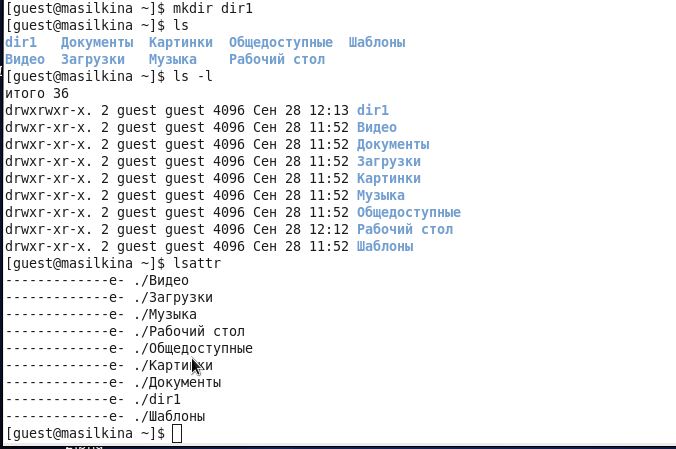 [guest@masilkina ~]$ mkdir dir1
[guest@masilkina ~]$ ls
dir1   Документы  Картинки  Общедоступные  Шаблоны
Видео  Загрузки   Музыка    Рабочий стол
[guest@masilkina ~]$ ls -l
итого 36
drwxrwxr-x. 2 guest guest 4096 Сен 28 12:13 dir1
drwxr-xr-x. 2 guest guest 4096 Сен 28 11:52 Видео
drwxr-xr-x. 2 guest guest 4096 Сен 28 11:52 Документы
drwxr-xr-x. 2 guest guest 4096 Сен 28 11:52 Загрузки
drwxr-xr-x. 2 guest guest 4096 Сен 28 11:52 Картинки
drwxr-xr-x. 2 guest guest 4096 Сен 28 11:52 Музыка
drwxr-xr-x. 2 guest guest 4096 Сен 28 11:52 Общедоступные
drwxr-xr-x. 2 guest guest 4096 Сен 28 12:12 Рабочий стол
drwxr-xr-x. 2 guest guest 4096 Сен 28 11:52 Шаблоны
[guest@masilkina ~]$ lsattr
-------------e- ./Видео
-------------e- ./Загрузки
-------------e- ./Музыка
-------------e- ./Рабочий стол
-------------e- ./Общедоступные
-------------e- ./Картинки
-------------e- ./Документы
-------------e- ./dir1
-------------e- ./Шаблоны
[guest@masilkina ~]$